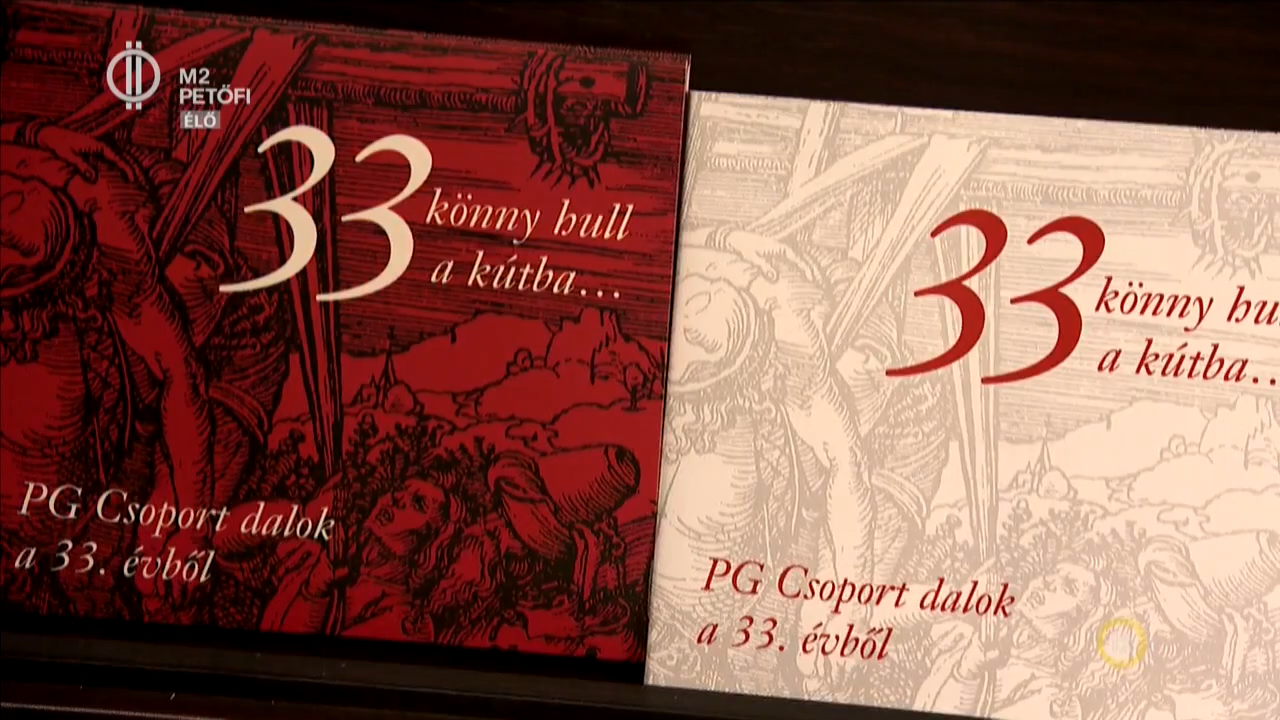 M2
PETŐFI
ÉLŐ
33 könny hull
a kútba...
PG Csoport dalok
a 33. évből
33 könny hu
a kútba...
PG Csoport dalok
a 33. évből